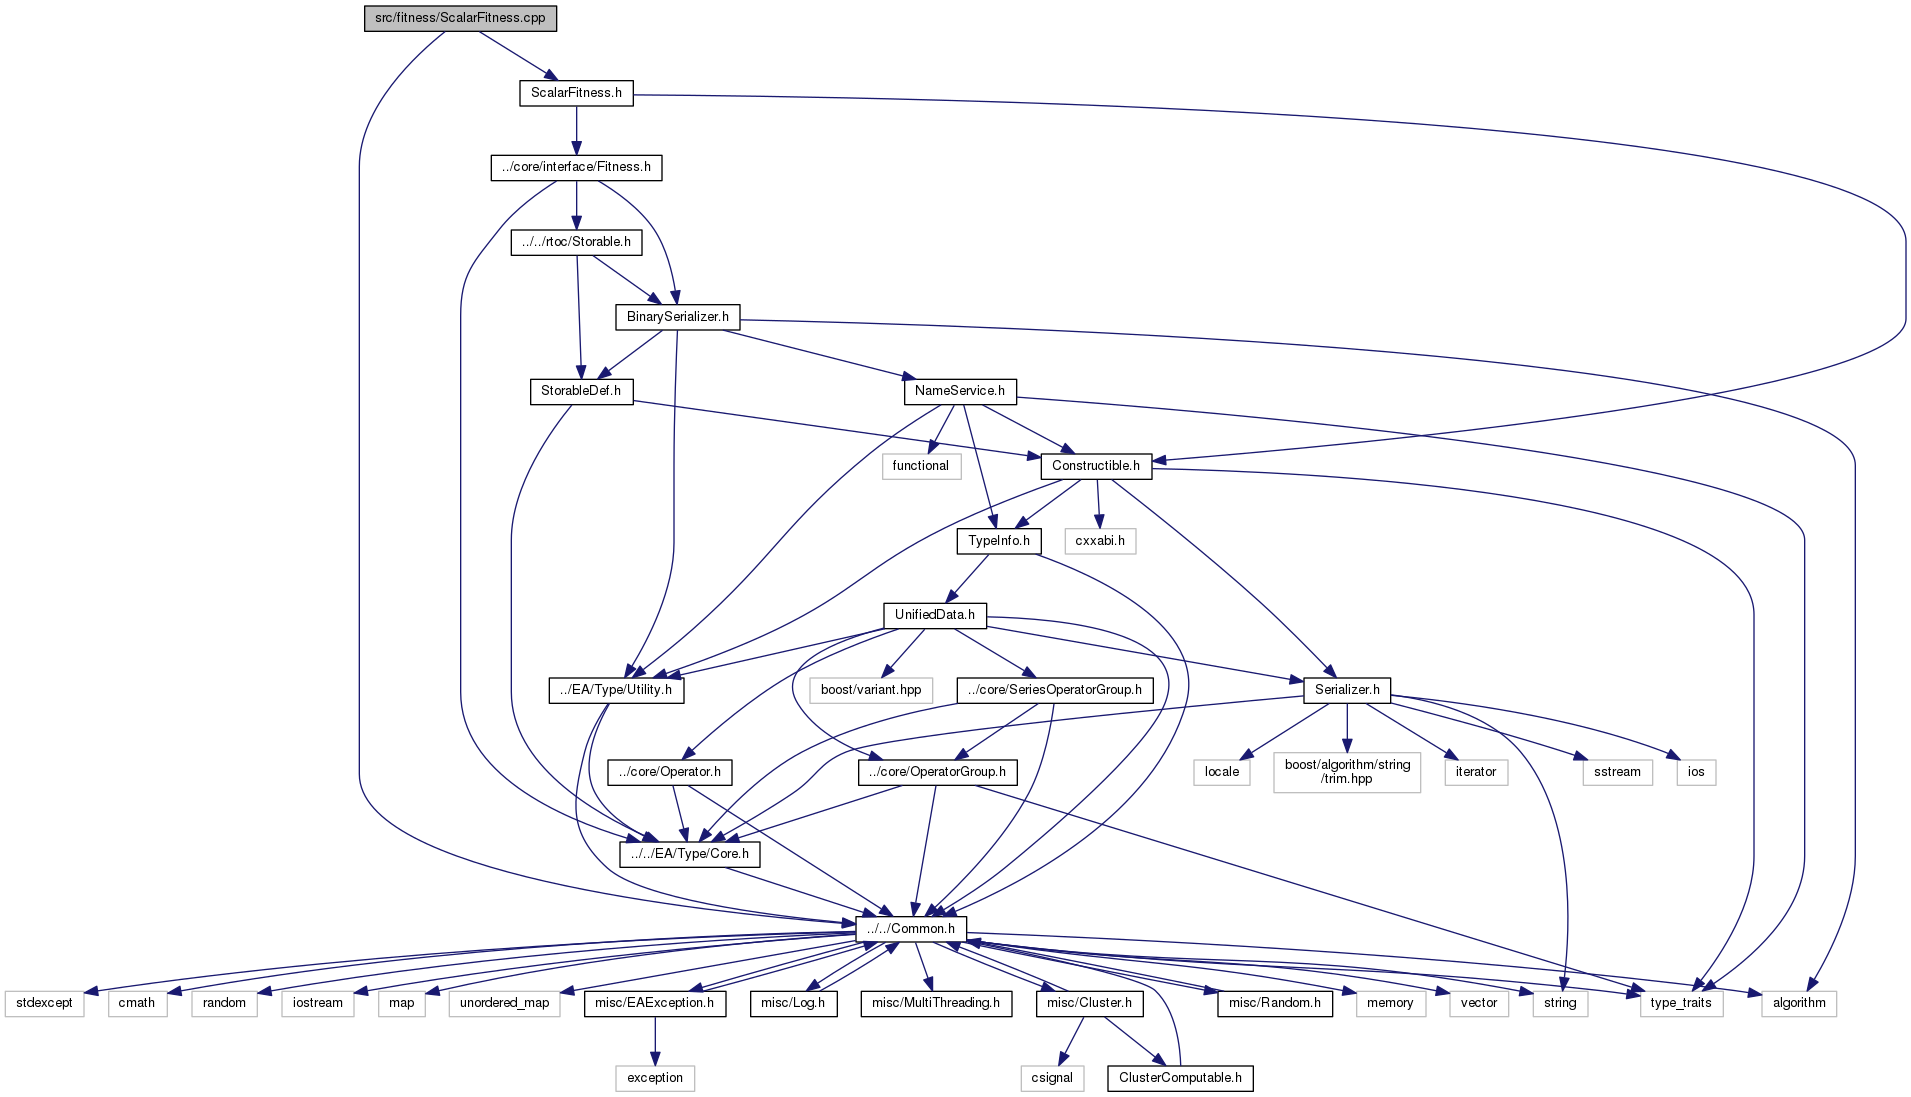 src/fitness/ScalarFitness.cpp
ScalarFitness.h
../core/interface/Fitness.h
../../rtoc/Storable.h
BinarySerializer.h
StorableDef.h
NameService.h
functional
Constructible.h
TypeInfo.h
cxxabi.h
UnifiedData.h
../EA/Type/Utility.h
boost/variant.hpp
../core/SeriesOperatorGroup.h
Serializer.h
../core/Operator.h
../core/OperatorGroup.h
locale
boost/algorithm/string
/trim.hpp
iterator
sstream
ios
../../EA/Type/Core.h
../../Common.h
stdexcept
cmath
random
iostream
map
unordered_map
misc/EAException.h
misc/Log.h
misc/MultiThreading.h
misc/Cluster.h
misc/Random.h
memory
vector
string
type_traits
algorithm
exception
csignal
ClusterComputable.h